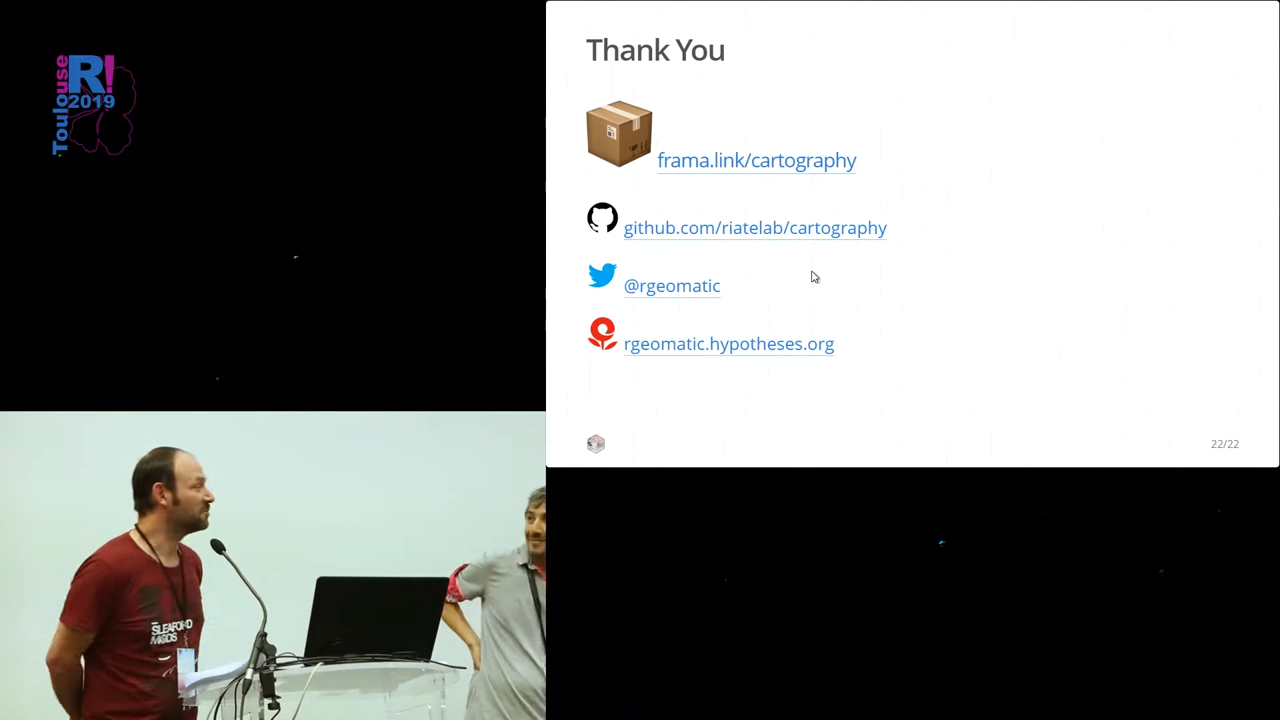 Toulouse
R!
2019
Thank You
frama.link/cartography
github.com/riatelab/cartography
@rgeomatic
rgeomatic.hypotheses.org
22/22
SLEAFORD
MODS